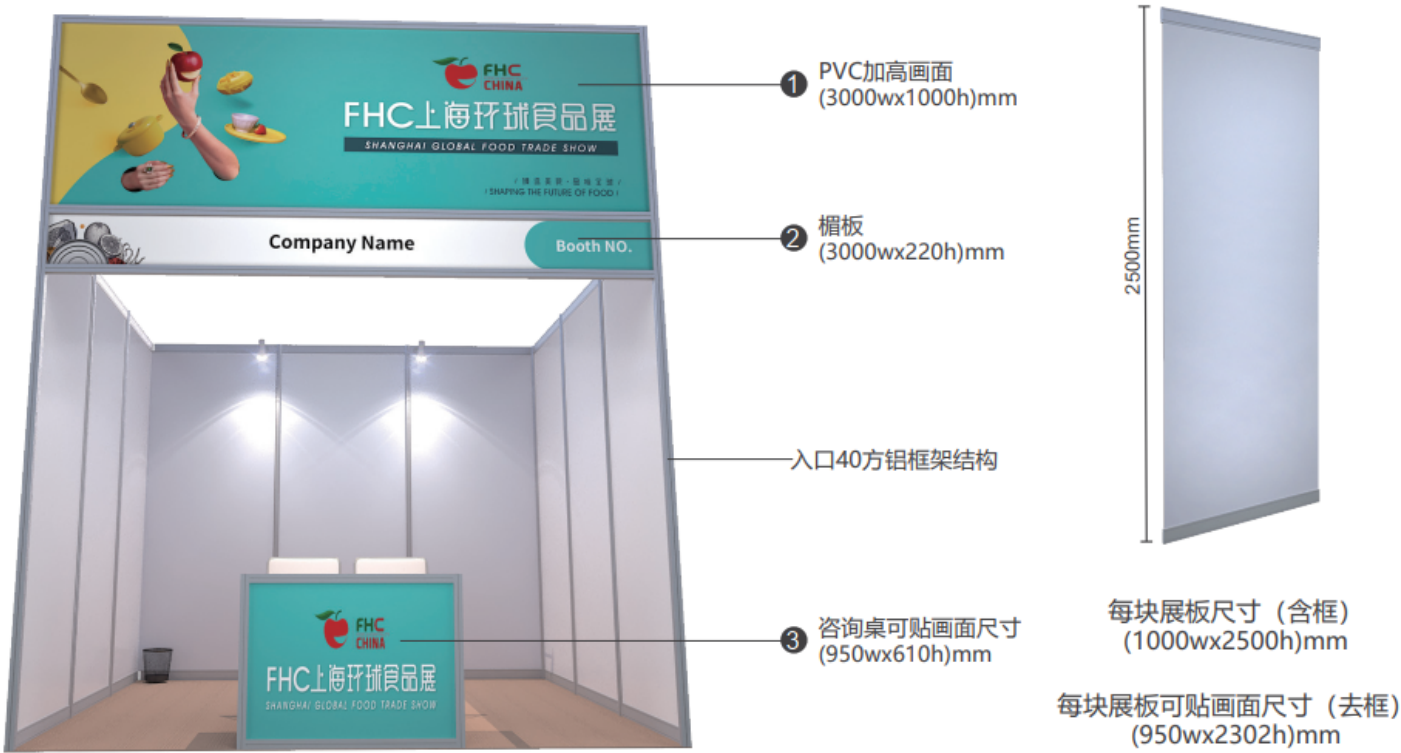 FHC
CHINA
FHC上海环球食品展
SHANGHAI GLOBAL FOOD TRADE SHOW
SHAPING THE FUTURE OF FOOD
Company Name
Booth NO.
FHC
CHINA
FHC上海环球食品展
SHANGHAI GLOBAL FOOD TRADE SHOW
1 PVC加高画面
(3000wx1000h)mm
2 楣板
(3000wx220h)mm
入口40方铝框架结构
3 咨询桌可贴画面尺寸
(950wx610h)mm
2500mm
每块展板尺寸（含框）
(1000wx2500h)mm
每块展板可贴画面尺寸（去框）
(950wx2302h)mm